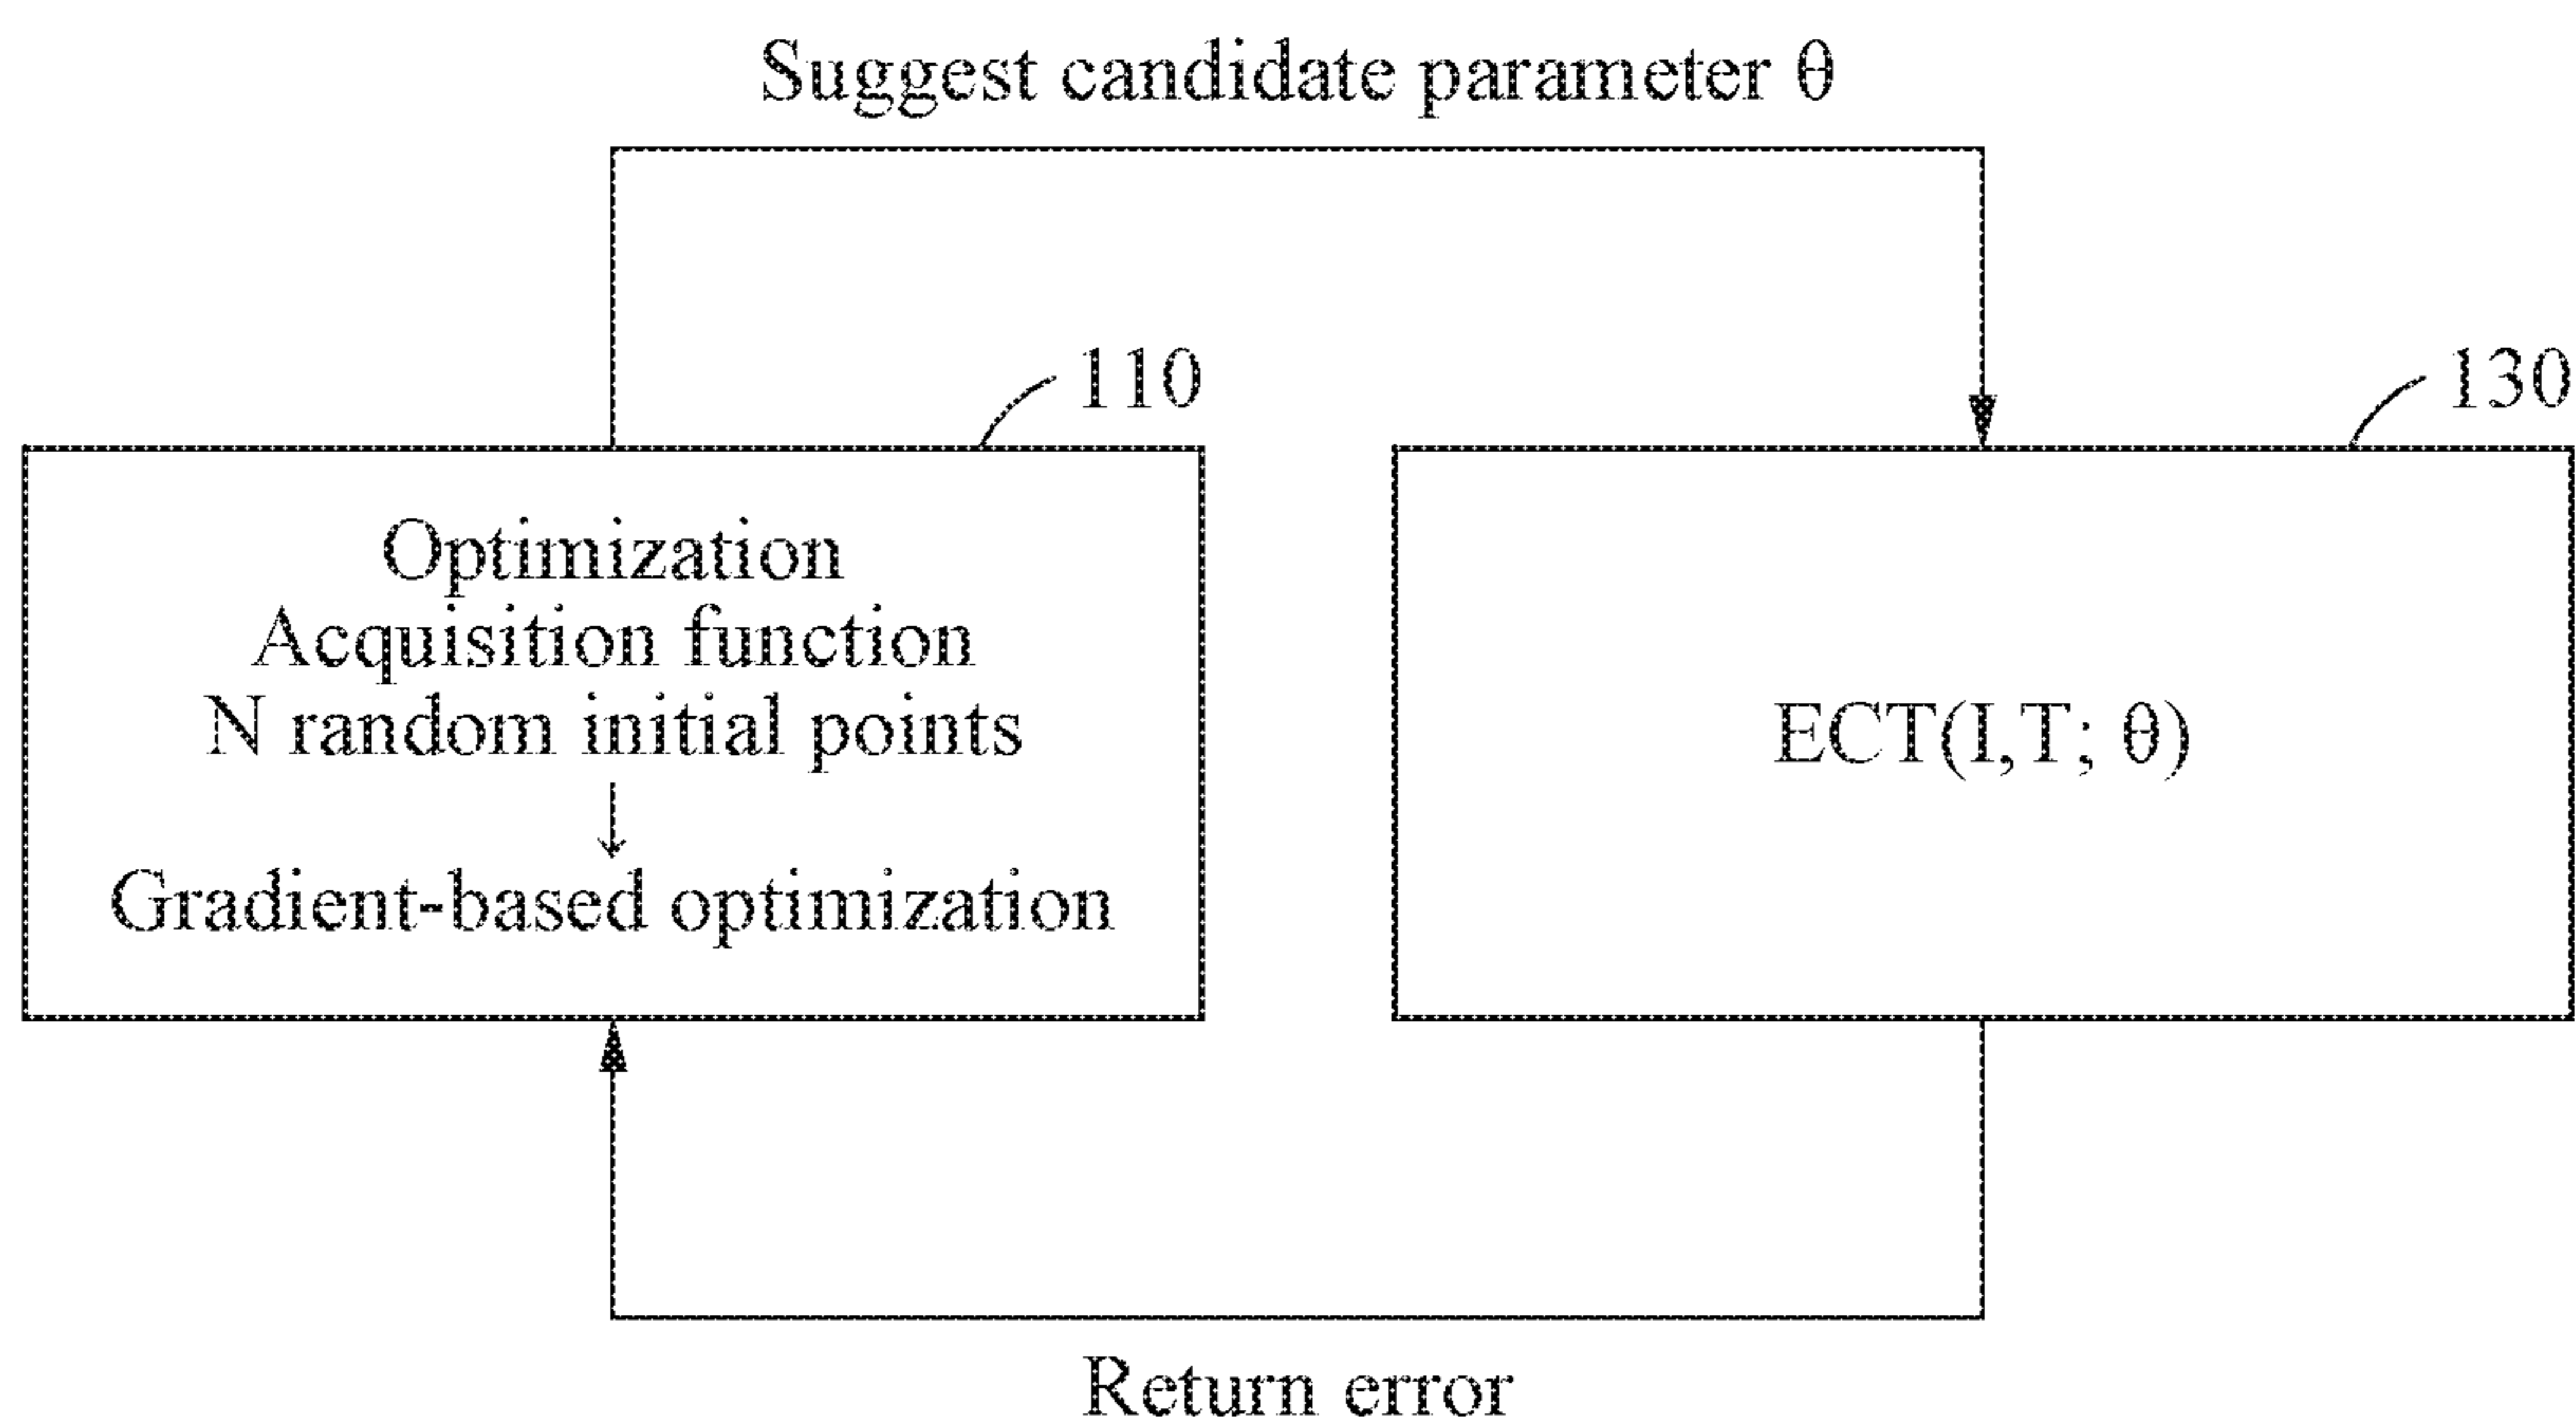 Suggest candidate parameter θ
110
130
Optimization
Acquisition function
N random initial points
↓
Gradient-based optimization
ECT(I,T; θ)
Return error